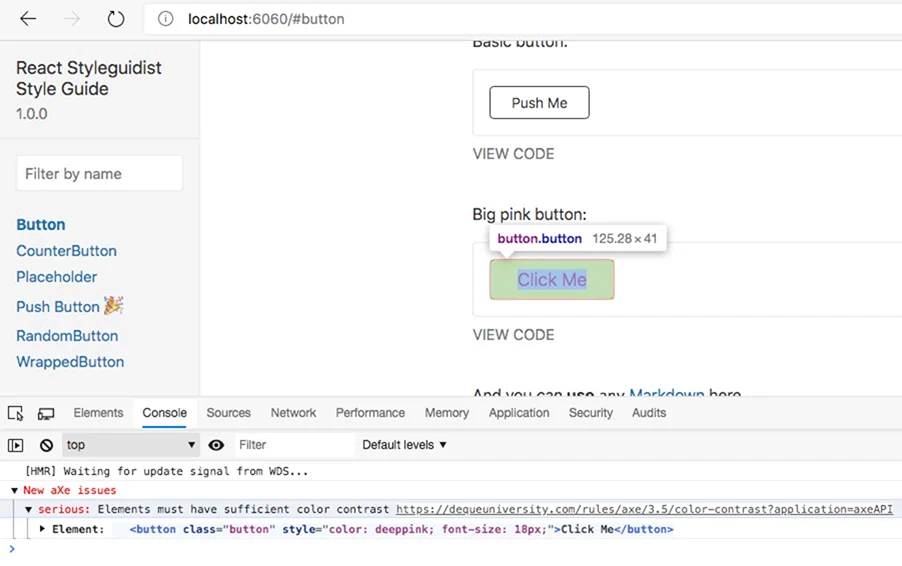 localhost:6060/#button
React Styleguidist
Style Guide
1.0.0
Filter by name
Button
CounterButton
Placeholder
Push Button 🎉
RandomButton
WrappedButton
Basic button:
Push Me
VIEW CODE
Big pink button:
button.button 125.28 × 41
Click Me
VIEW CODE
And you can use any Markdown here
Elements Console Sources Network Performance Memory Application Security Audits
top Filter Default levels ▼
[HMR] Waiting for update signal from WDS...
▼ New aXe issues
▼ serious: Elements must have sufficient color contrast https://dequeuniversity.com/rules/axe/3.5/color-contrast?application=axeAPI
▶ Element: <button class="button" style="color: deeppink; font-size: 18px;">Click Me</button>